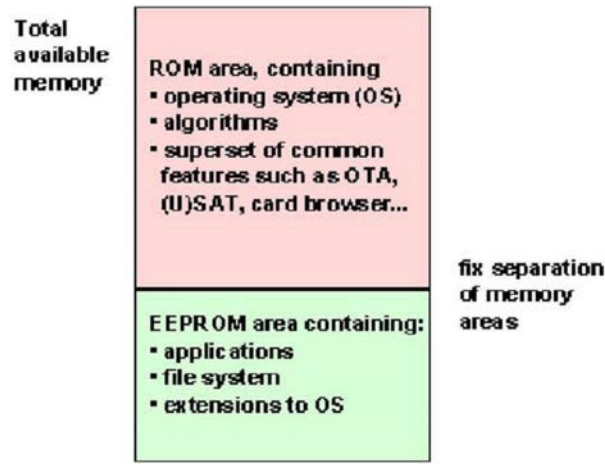 Total
available
memory
ROM area, containing
▪ operating system (OS)
▪ algorithms
▪ superset of common
features such as OTA,
(U)SAT, card browser...
fix separation
of memory
areas
EEPROM area containing:
▪ applications
▪ file system
▪ extensions to OS